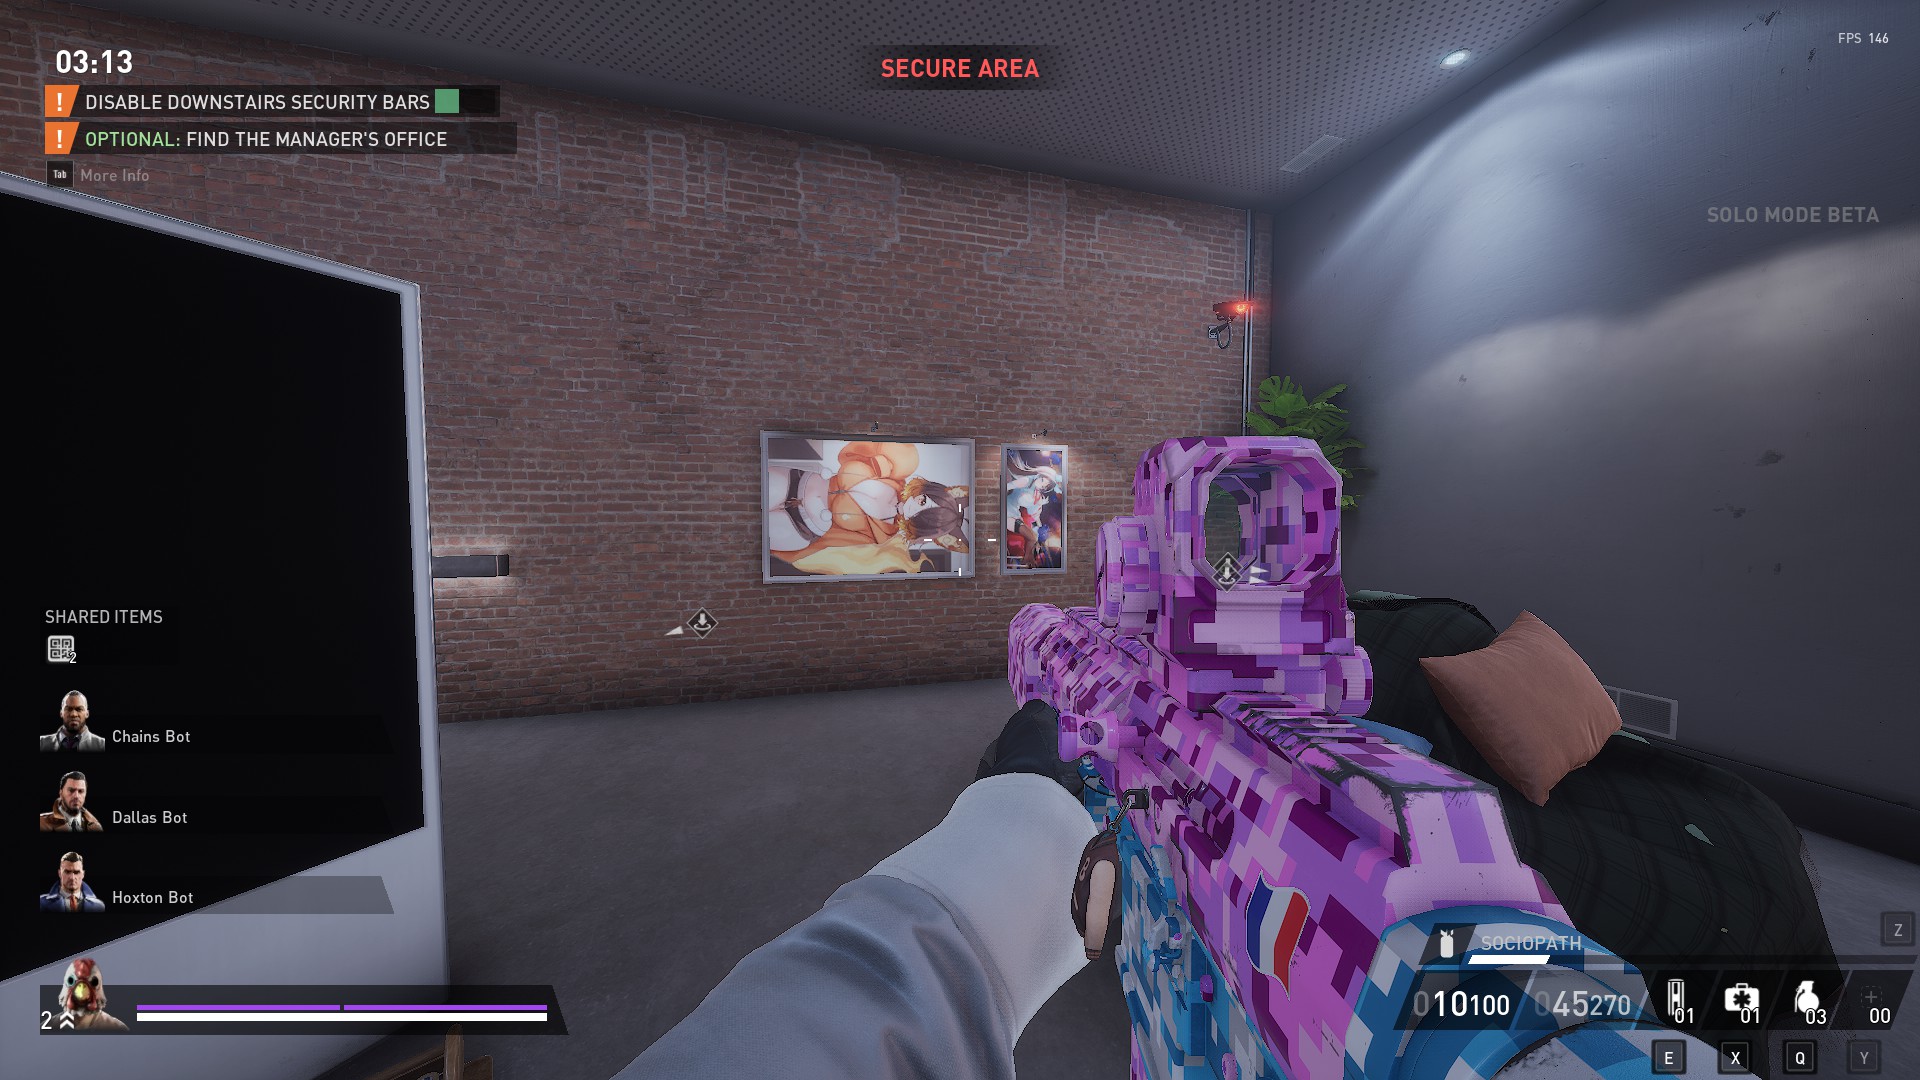 03:13
SECURE AREA
FPS 146
! DISABLE DOWNSTAIRS SECURITY BARS
! OPTIONAL: FIND THE MANAGER'S OFFICE
Tab More Info
SOLO MODE BETA
SHARED ITEMS
2
Chains Bot
Dallas Bot
Hoxton Bot
2
Z
SOCIOPATH
010100 045270 01 01 03 00
E X Q Y